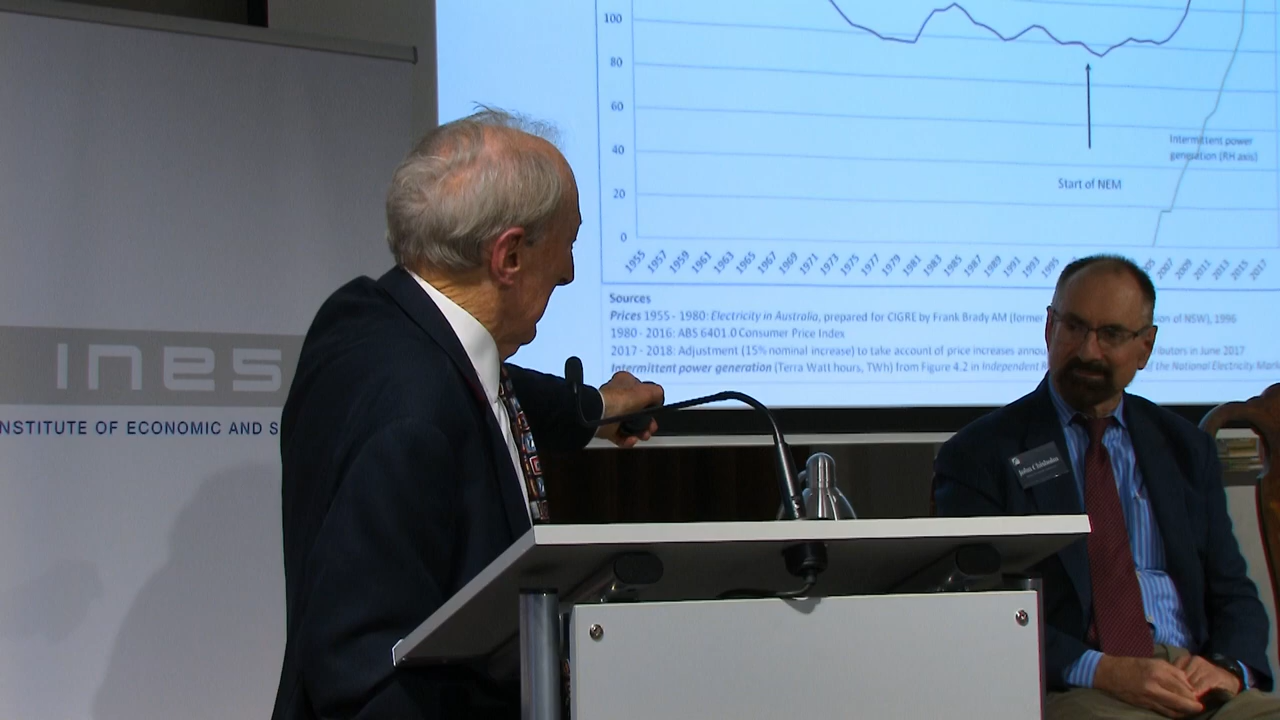 100
80
60
40
20
0
Intermittent power
generation (RH axis)
Start of NEM
1955 1957 1959 1961 1963 1965 1967 1969 1971 1973 1975 1977 1979 1981 1983 1985 1987 1989 1991 1993 1995 2007 2009 2011 2013 2015 2017
Sources
Prices 1955 - 1980: Electricity in Australia, prepared for CIGRE by Frank Brady AM (former of NSW), 1996
1980 - 2016: ABS 6401.0 Consumer Price Index
2017 - 2018: Adjustment (15% nominal increase) to take account of price increases in June 2017
Intermittent power generation (Terra Watt hours, TWh) from Figure 4.2 in Independent of the National Electricity
ines
NSTITUTE OF ECONOMIC AND S
John Chisholm